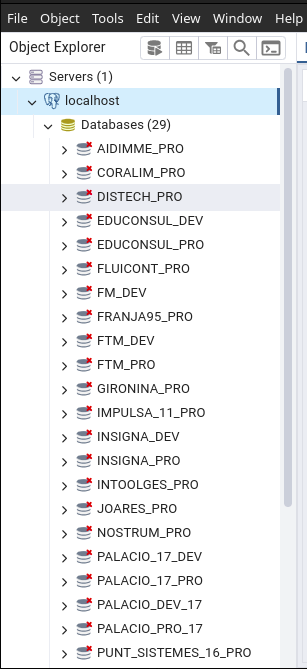 File Object Tools Edit View Window Help
Object Explorer
Servers (1)
localhost
Databases (29)
AIDIMME_PRO
CORALIM_PRO
DISTECH_PRO
EDUCONSUL_DEV
EDUCONSUL_PRO
FLUICONT_PRO
FM_DEV
FRANJA95_PRO
FTM_DEV
FTM_PRO
GIRONINA_PRO
IMPULSA_11_PRO
INSIGNA_DEV
INSIGNA_PRO
INTOOLGES_PRO
JOARES_PRO
NOSTRUM_PRO
PALACIO_17_DEV
PALACIO_17_PRO
PALACIO_DEV_17
PALACIO_PRO_17
PUNT_SISTEMES_16_PRO